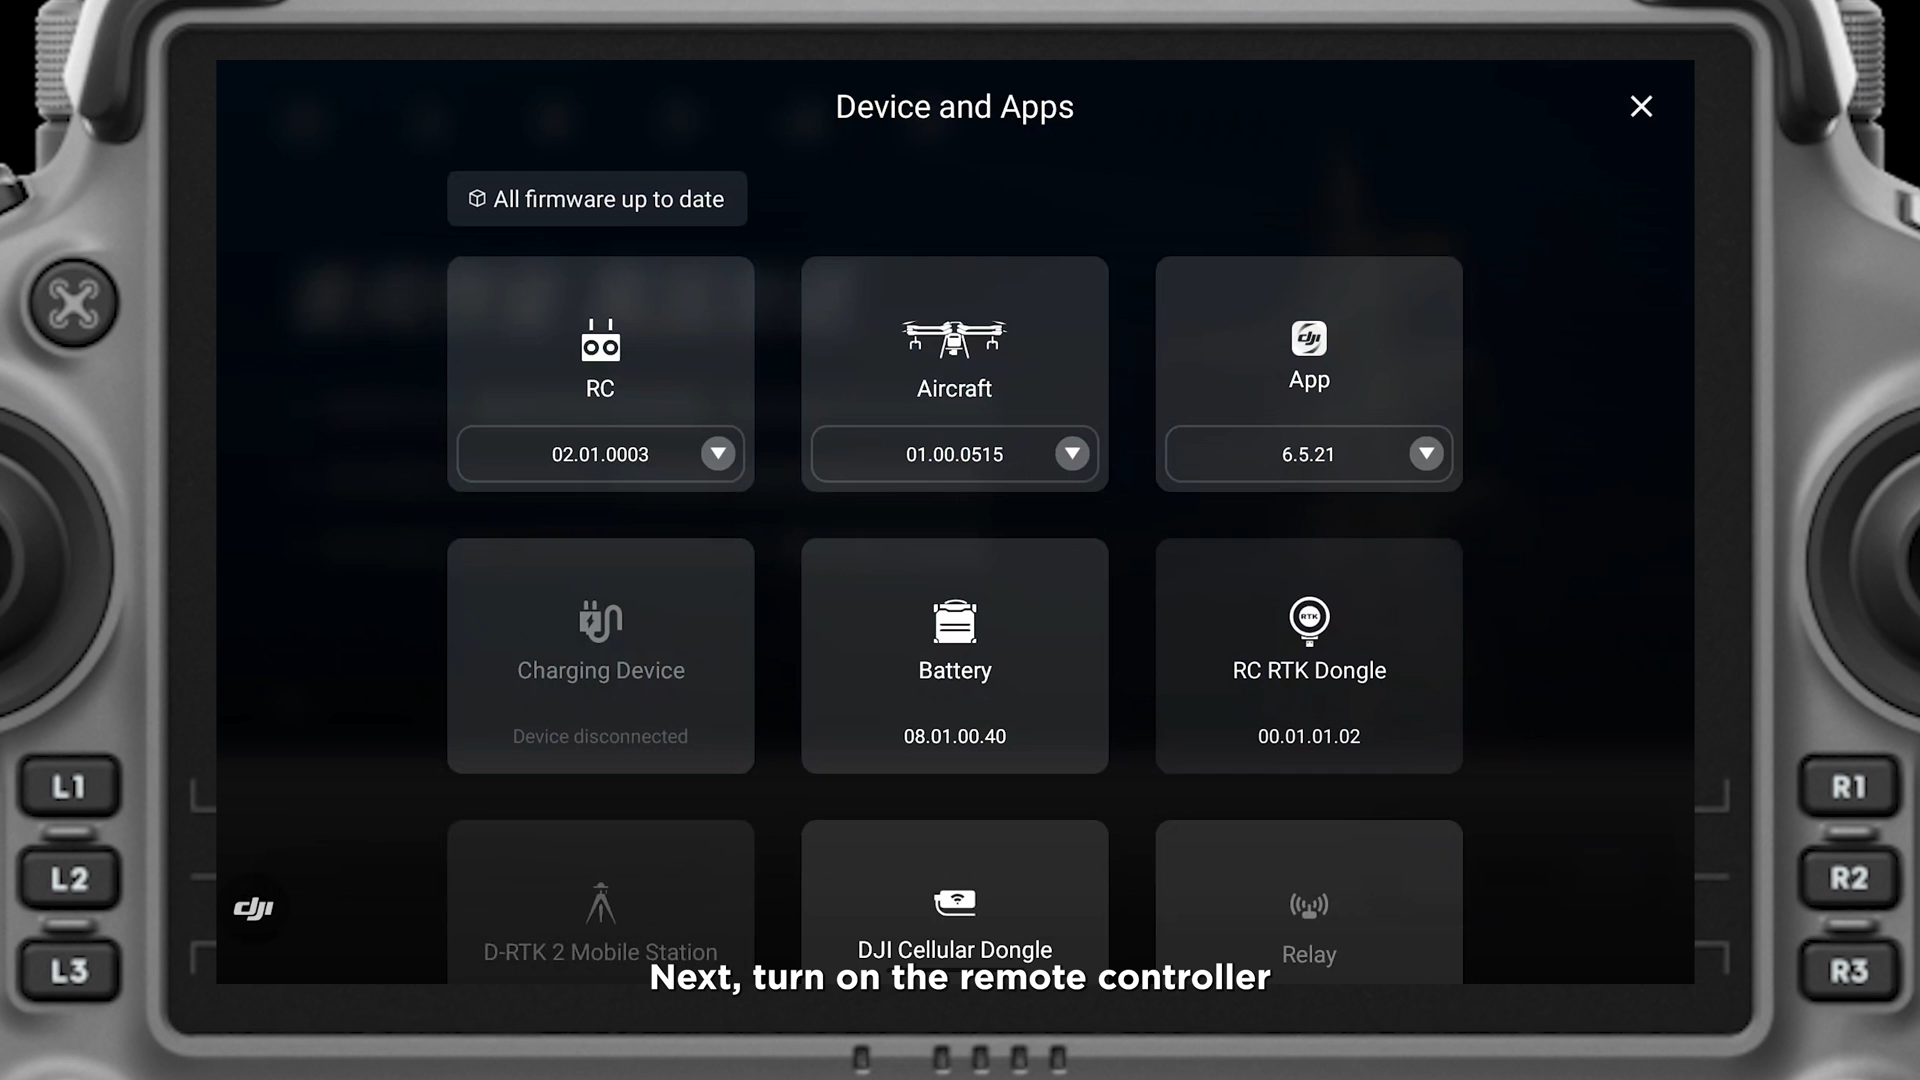 Device and Apps
All firmware up to date
RC
Aircraft
App
02.01.0003
01.00.0515
6.5.21
Charging Device
Battery
RTK
RC RTK Dongle
Device disconnected
08.01.00.40
00.01.01.02
D-RTK 2 Mobile Station
DJI Cellular Dongle
Relay
Next, turn on the remote controller
L1
L2
L3
R1
R2
R3
dji
dji